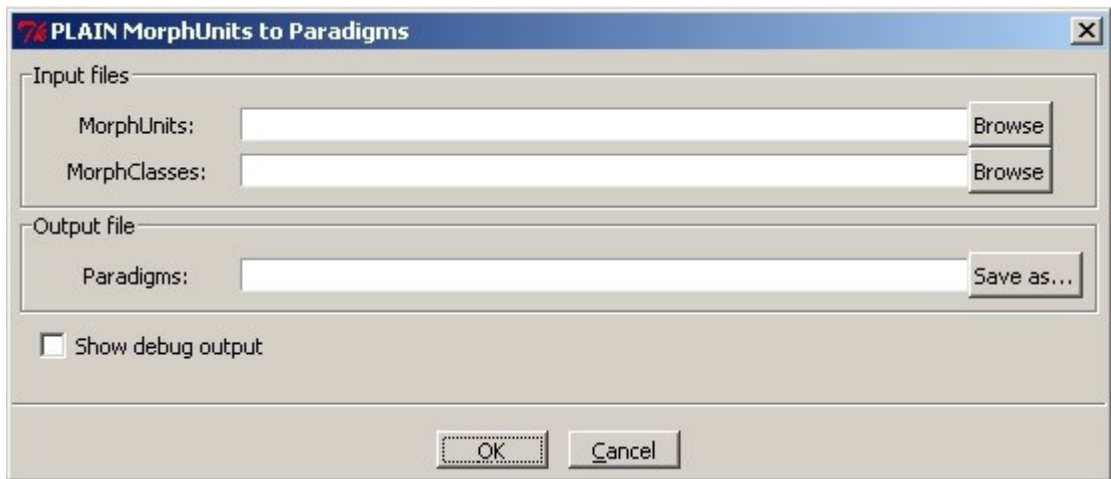 PLAIN MorphUnits to Paradigms
Input files
MorphUnits: Browse
MorphClasses: Browse
Output file
Paradigms: Save as...
Show debug output
OK Cancel